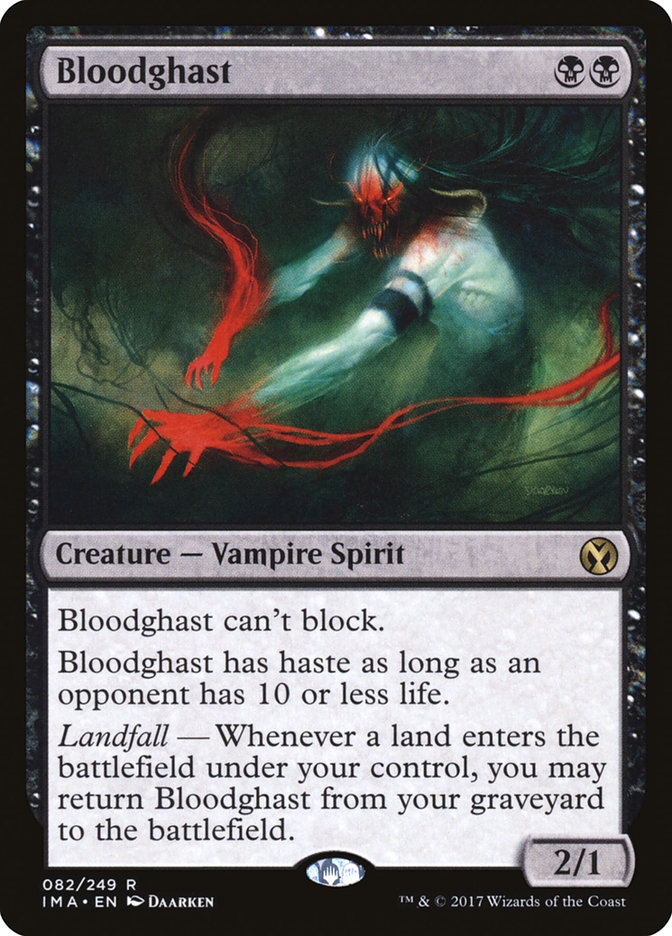 Bloodghast
DAARKEN
Creature — Vampire Spirit
Bloodghast can't block.
Bloodghast has haste as long as an
opponent has 10 or less life.
Landfall — Whenever a land enters the
battlefield under your control, you may
return Bloodghast from your graveyard
to the battlefield.
2/1
082/249 R
IMA • EN DAARKEN
™ & © 2017 Wizards of the Coast